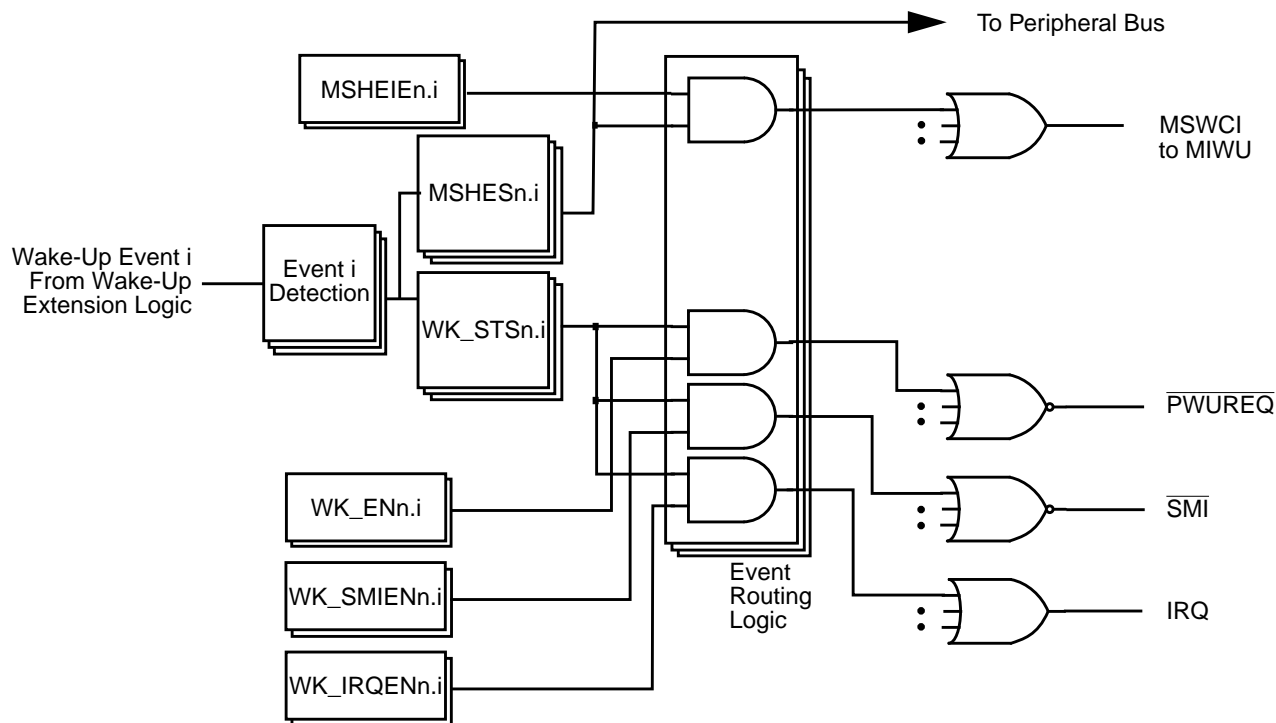 To Peripheral Bus
MSHEIEn.i
MSWCI
to MIWU
MSHESn.i
Wake-Up Event i
From Wake-Up
Extension Logic
Event i
Detection
WK_STSn.i
PWUREQ
WK_ENn.i
SMI
Event
Routing
Logic
WK_SMIENn.i
IRQ
WK_IRQENn.i